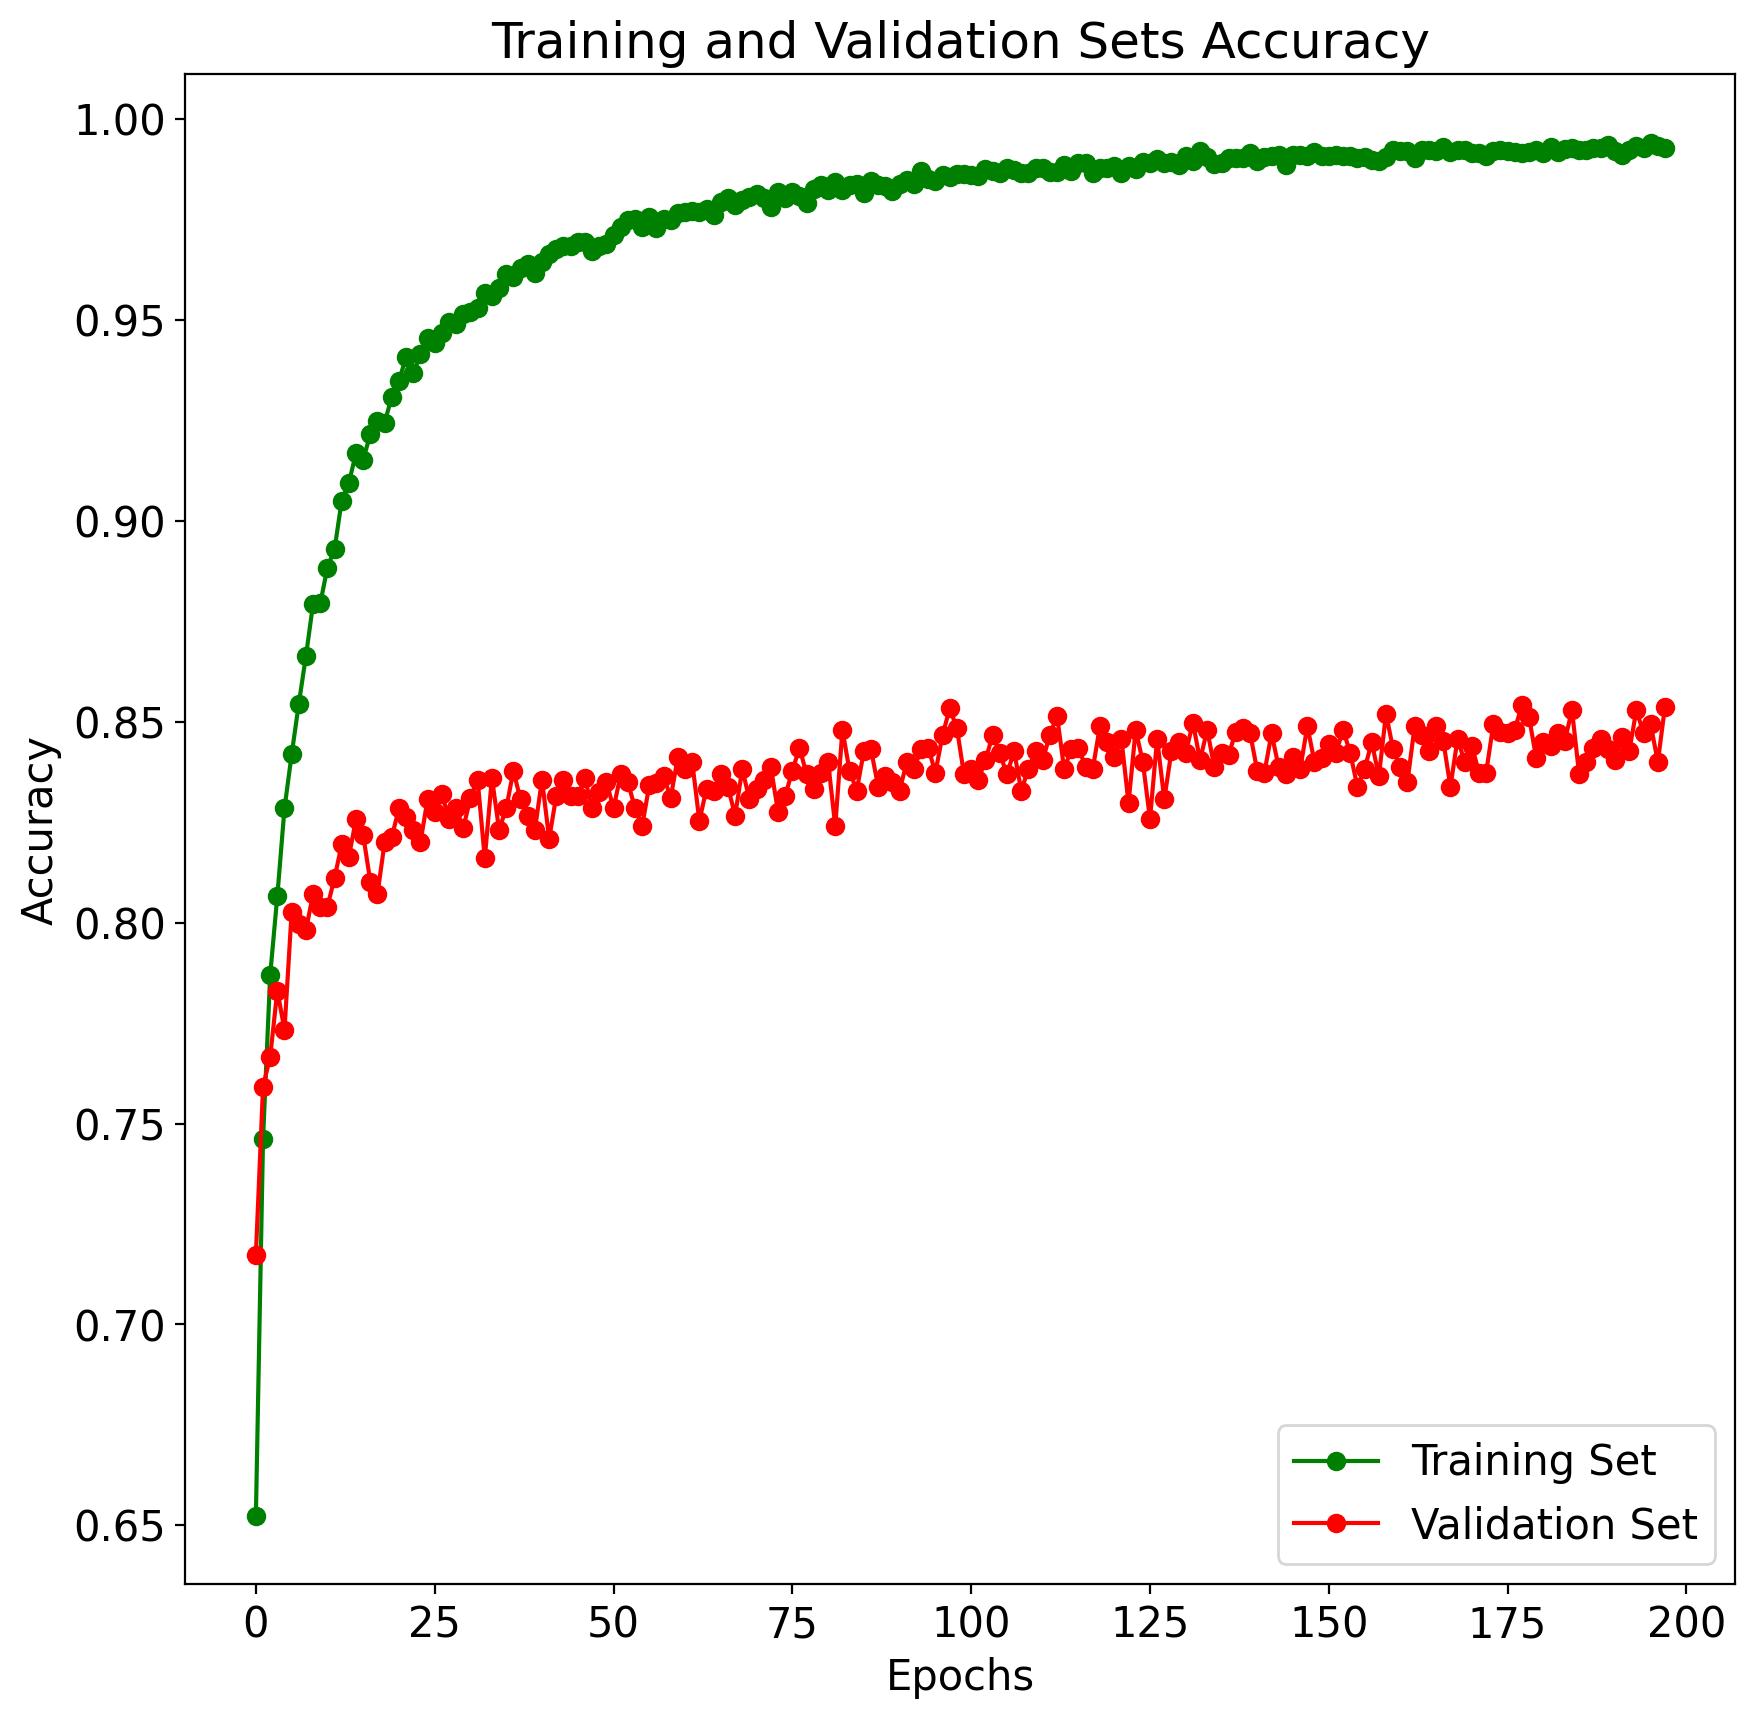 Training and Validation Sets Accuracy
1.00
0.95
0.90
0.85
0.80
0.75
0.70
0.65
Accuracy
0 25 50 75 100 125 150 175 200
Epochs
Training Set
Validation Set